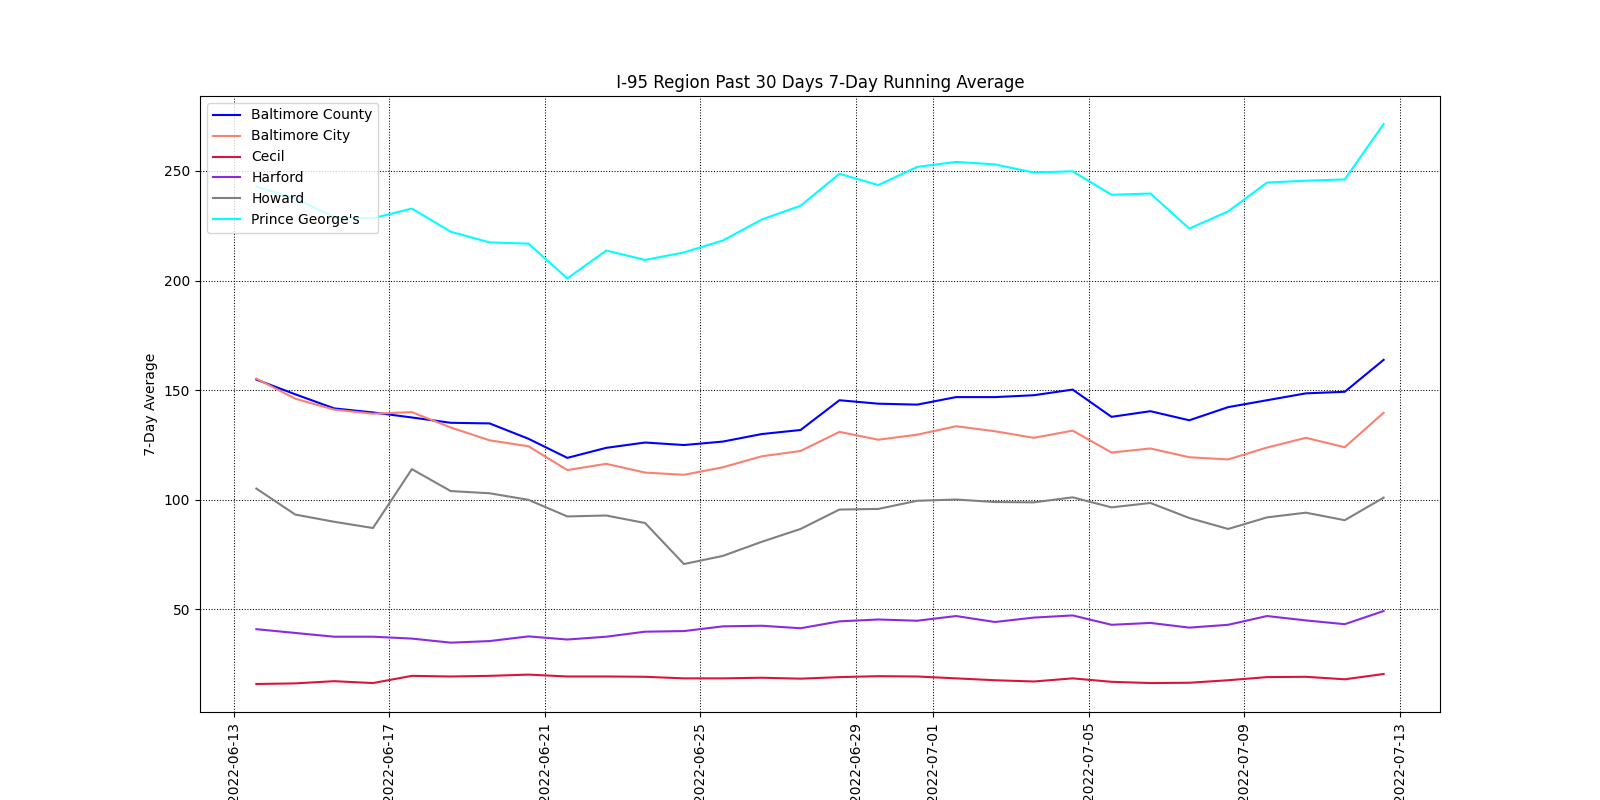 I-95 Region Past 30 Days 7-Day Running Average
Baltimore County
Baltimore City
Cecil
Harford
Howard
Prince George's
7-Day Average
250
200
150
100
50
2022-06-13
2022-06-17
2022-06-21
2022-06-25
2022-06-29
2022-07-01
2022-07-05
2022-07-09
2022-07-13